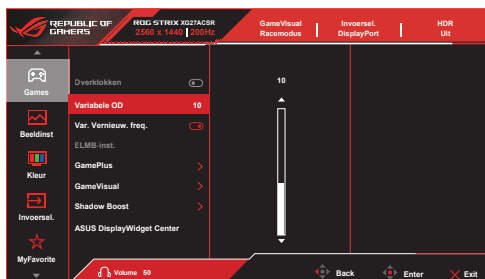 REPUBLIC OF
GAMERS
ROG STRIX XG27ACSR
2560 x 1440 200Hz
GameVisual
Racemodus
Invoersel.
DisplayPort
HDR
Uit
Games
Beeldinst
Kleur
Invoersel.
MyFavorite
Overklokken
Variabele OD 10
Var. Vernieuw. freq.
ELMB-inst.
GamePlus
GameVisual
Shadow Boost
ASUS DisplayWidget Center
10
Volume 50
Back
Enter
Exit